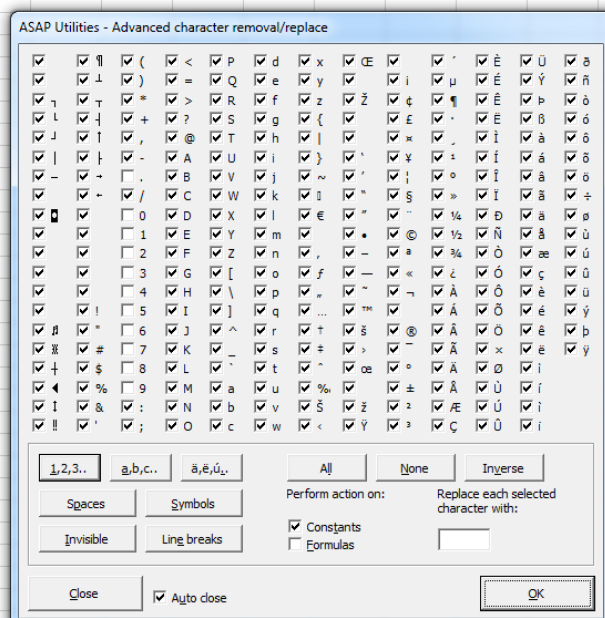 ASAP Utilities - Advanced character removal/replace
¶ ( < P d x Œ ´ È Ü ð
┴ ) = Q e y ¡ µ É Ý ñ
┐ ┬ * > R f z Ž ¢ ¶ Ê Þ ò
└ ┤ + ? S g { £ · Ë ß ó
┘ ↑ , @ T h | ¤ ¸ Ì à ô
| ├ - A U i } ‘ ¥ ¹ Í á õ
– → . B V j ~ ’ ¦ º Î â ö
← / C W k “ § » Ï ã ÷
◘ 0 D X l € ” ¨ ¼ Ð ä ø
1 E Y m • © ½ Ñ å ù
2 F Z n ‚ – ª ¾ Ò æ ú
3 G [ o ƒ — « ¿ Ó ç û
4 H \ p „ ˜ ¬ À Ô è ü
! 5 I ] q … ™ Á Õ é ý
♬ " 6 J ^ r † š ® Â Ö ê þ
# 7 K _ s ‡ › ¯ Ã × ë ÿ
┼ $ 8 L ` t ˆ œ ° Ä Ø ì
◄ % 9 M a u ‰ ± Å Ù í
↕ & : N b v Š ž ² Æ Ú î
‼ ' ; O c w ‹ Ÿ ³ Ç Û ï
1,2,3.. a,b,c.. ä,ë,ú,.. All None Inverse
Spaces Symbols
Invisible Line breaks
Perform action on:
Constants
Formulas
Replace each selected
character with:
Close Auto close OK